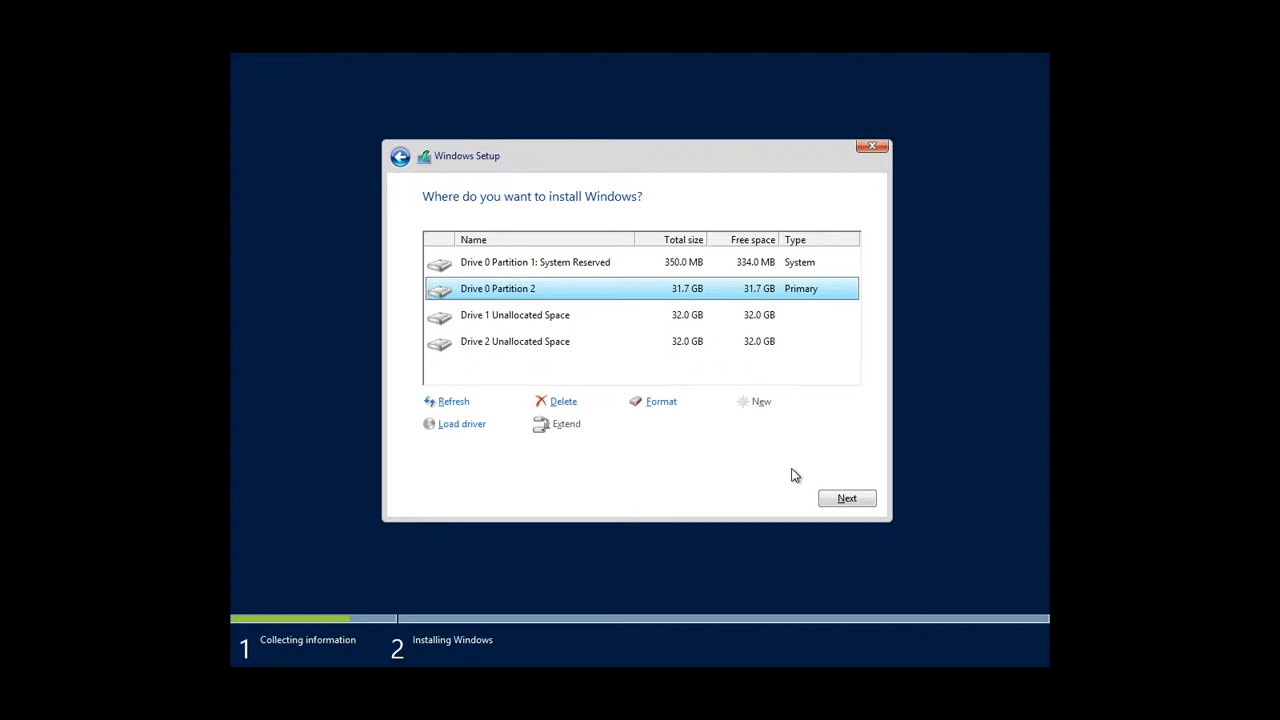 Windows Setup
Where do you want to install Windows?
Name Total size Free space Type
Drive 0 Partition 1: System Reserved 350.0 MB 334.0 MB System
Drive 0 Partition 2 31.7 GB 31.7 GB Primary
Drive 1 Unallocated Space 32.0 GB 32.0 GB
Drive 2 Unallocated Space 32.0 GB 32.0 GB
Refresh Delete Format New
Load driver Extend
Next
1 Collecting information 2 Installing Windows